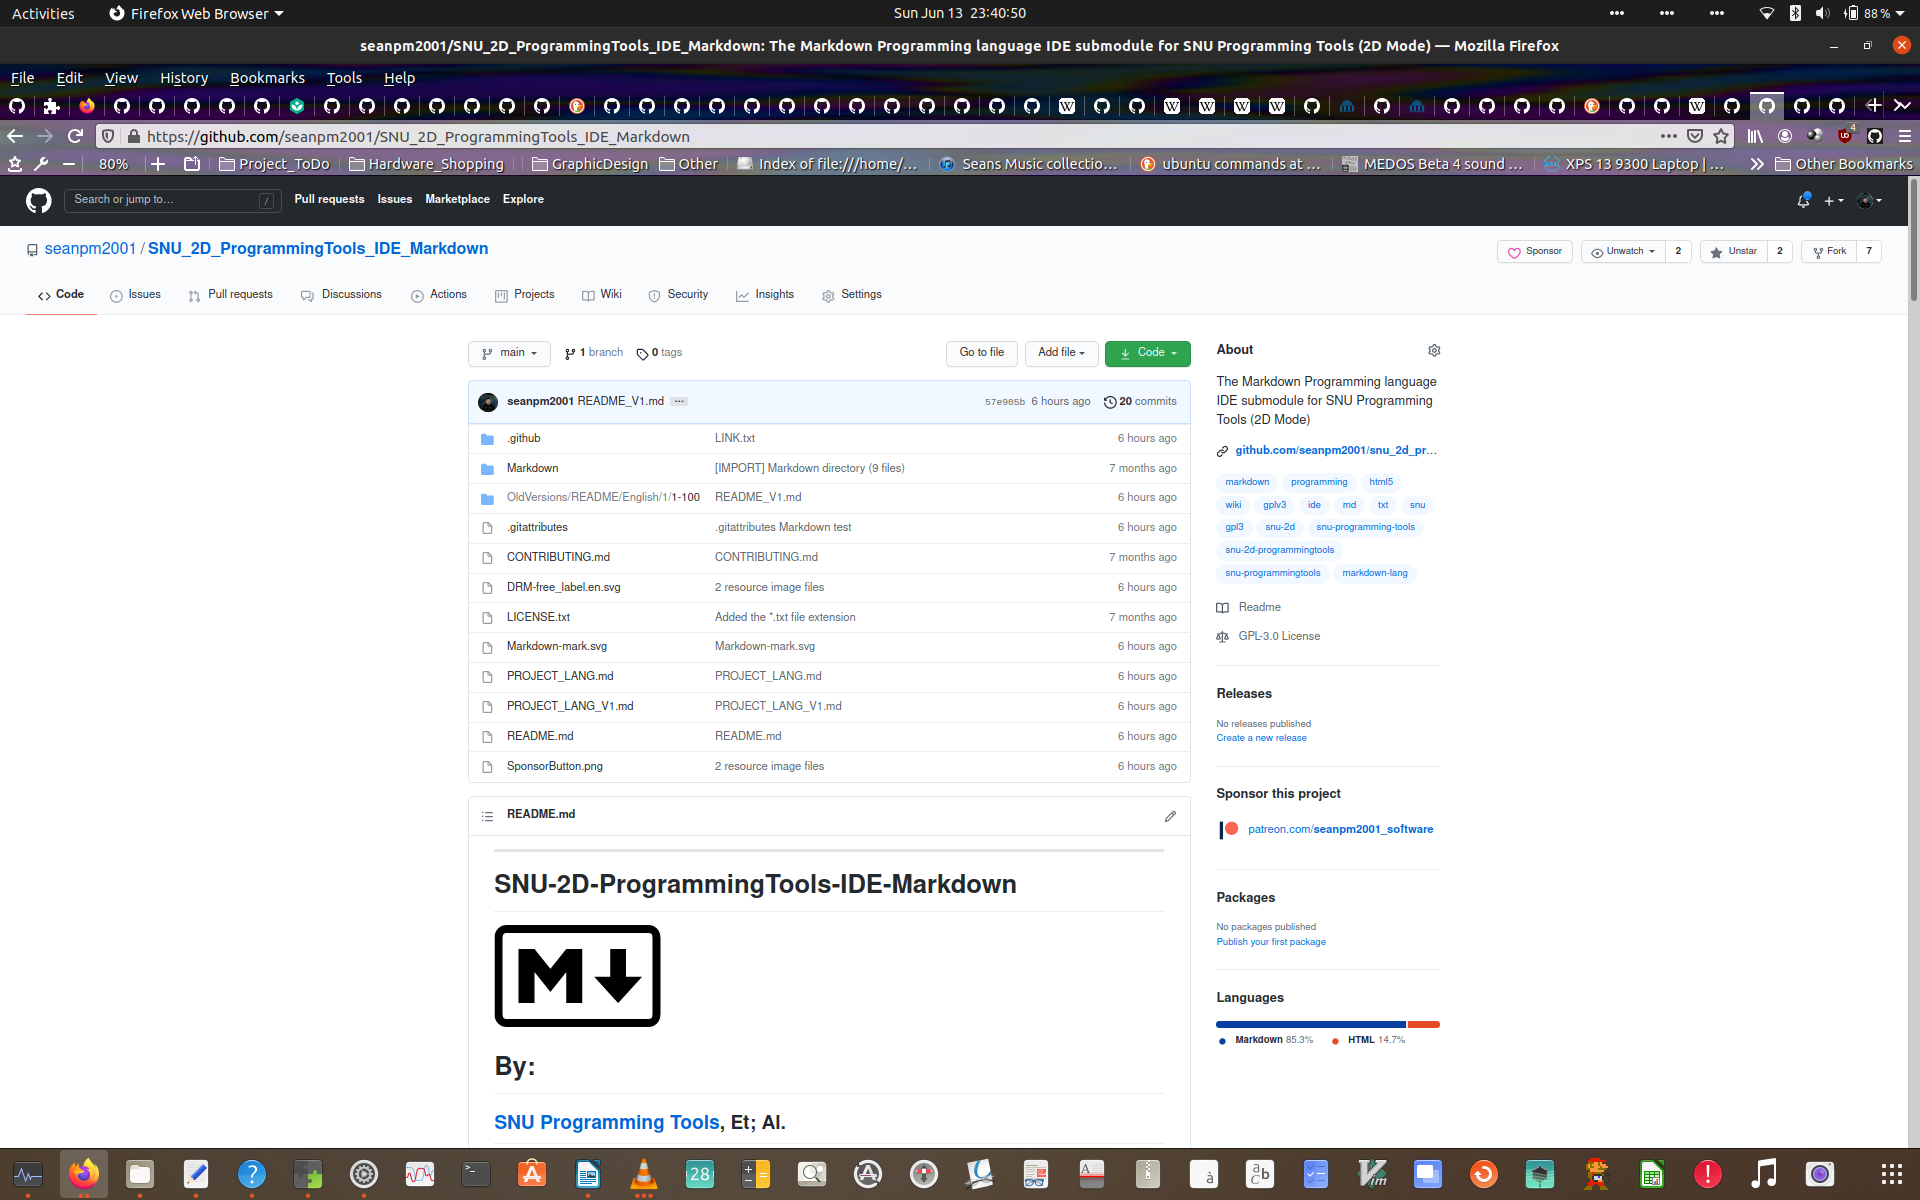 Activities Firefox Web Browser Sun Jun 13 23:40:50 88 %
seanpm2001/SNU_2D_ProgrammingTools_IDE_Markdown: The Markdown Programming language IDE submodule for SNU Programming Tools (2D Mode) — Mozilla Firefox
File Edit View History Bookmarks Tools Help
https://github.com/seanpm2001/SNU_2D_ProgrammingTools_IDE_Markdown 4
80% Project_ToDo Hardware_Shopping GraphicDesign Other Index of file:///home/... Seans Music collectio... ubuntu commands at ... MEDOS Beta 4 sound ... XPS 13 9300 Laptop | ... Other Bookmarks
Search or jump to... / Pull requests Issues Marketplace Explore
seanpm2001 / SNU_2D_ProgrammingTools_IDE_Markdown Sponsor Unwatch 2 Unstar 2 Fork 7
Code Issues Pull requests Discussions Actions Projects Wiki Security Insights Settings
main 1 branch 0 tags Go to file Add file Code
seanpm2001 README_V1.md ... 57e905b 6 hours ago 20 commits
.github LINK.txt 6 hours ago
Markdown [IMPORT] Markdown directory (9 files) 7 months ago
OldVersions/README/English/1/1-100 README_V1.md 6 hours ago
.gitattributes .gitattributes Markdown test 6 hours ago
CONTRIBUTING.md CONTRIBUTING.md 7 months ago
DRM-free_label.en.svg 2 resource image files 6 hours ago
LICENSE.txt Added the *.txt file extension 7 months ago
Markdown-mark.svg Markdown-mark.svg 6 hours ago
PROJECT_LANG.md PROJECT_LANG.md 6 hours ago
PROJECT_LANG_V1.md PROJECT_LANG_V1.md 6 hours ago
README.md README.md 6 hours ago
SponsorButton.png 2 resource image files 6 hours ago
README.md
SNU-2D-ProgrammingTools-IDE-Markdown
M
By:
SNU Programming Tools, Et; Al.
About
The Markdown Programming language
IDE submodule for SNU Programming
Tools (2D Mode)
github.com/seanpm2001/snu_2d_pr...
markdown programming html5
wiki gplv3 ide md txt snu
gpl3 snu-2d snu-programming-tools
snu-2d-programmingtools
snu-programmingtools markdown-lang
Readme
GPL-3.0 License
Releases
No releases published
Create a new release
Sponsor this project
patreon.com/seanpm2001_software
Packages
No packages published
Publish your first package
Languages
Markdown 85.3% HTML 14.7%
28